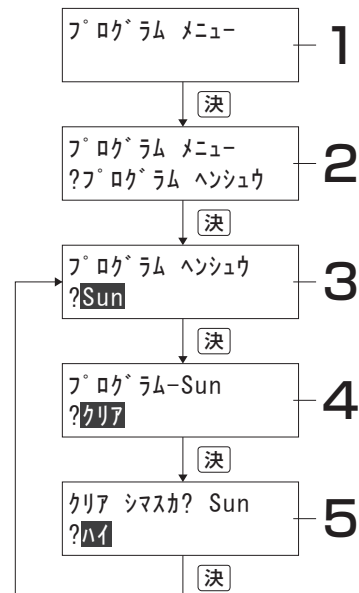 プログラム メニュー
1
決
プログラム メニュー
?プログラム ヘンシュウ
2
決
プログラム ヘンシュウ
?Sun
3
決
プログラム-Sun
?クリア
4
決
クリア シマスカ? Sun
?ハイ
5
決